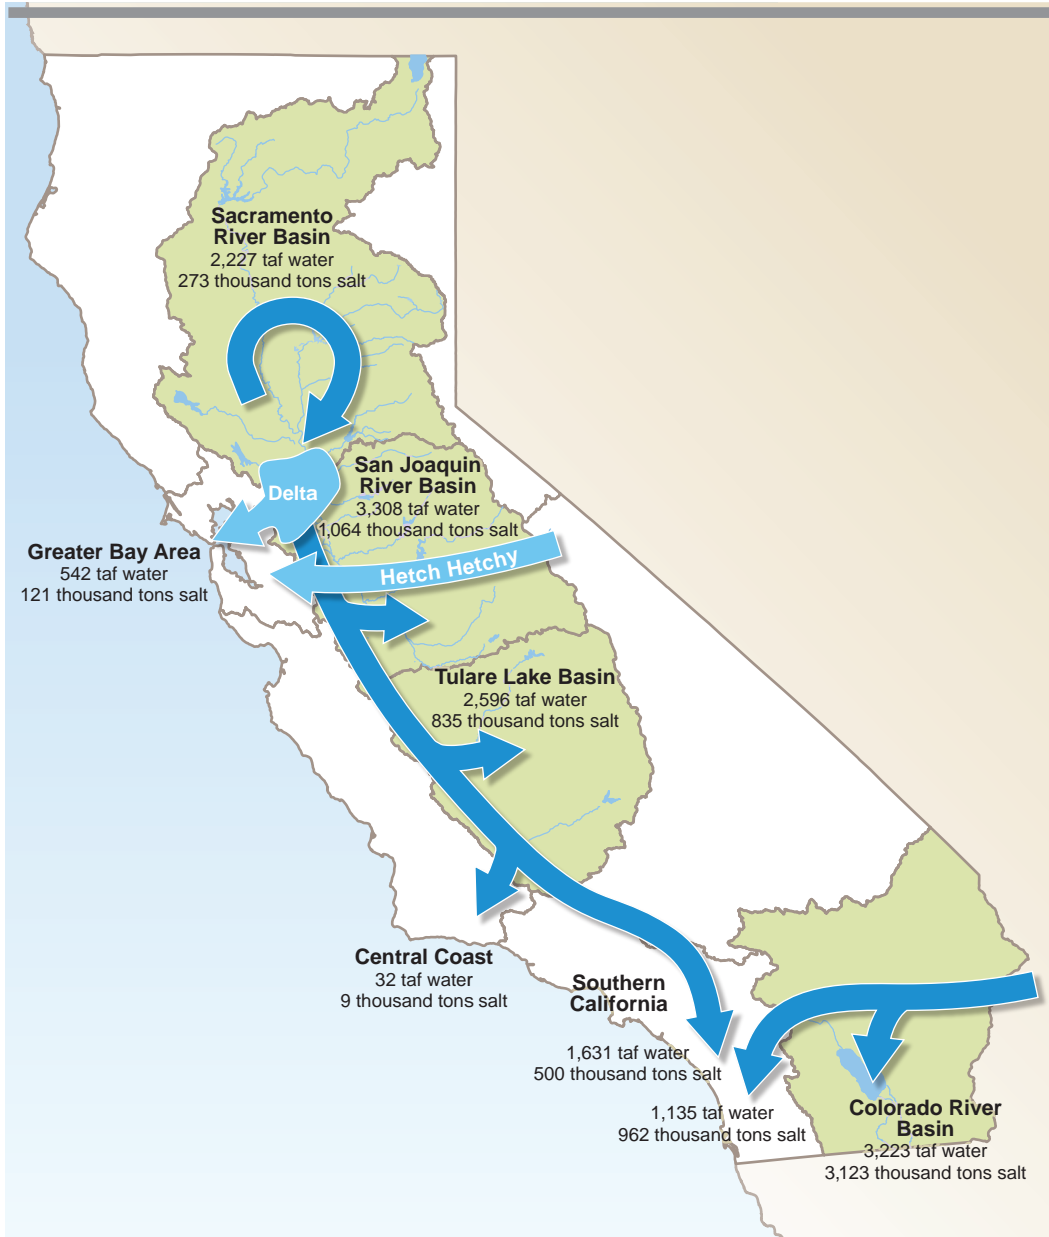 Sacramento
River Basin
2,227 taf water
273 thousand tons salt
Delta
San Joaquin
River Basin
3,308 taf water
1,064 thousand tons salt
Greater Bay Area
542 taf water
121 thousand tons salt
Hetch Hetchy
Tulare Lake Basin
2,596 taf water
835 thousand tons salt
Central Coast
32 taf water
9 thousand tons salt
Southern
California
1,631 taf water
500 thousand tons salt
1,135 taf water
962 thousand tons salt
Colorado River
Basin
3,223 taf water
3,123 thousand tons salt